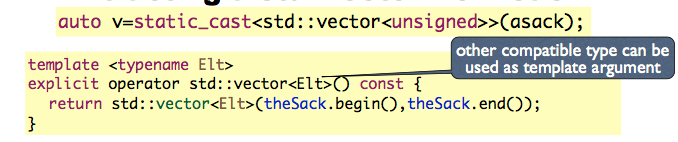 auto v=static_cast<std::vector<unsigned>>(asack);
other compatible type can be
used as template argument
template <typename Elt>
explicit operator std::vector<Elt>() const {
return std::vector<Elt>(theSack.begin(),theSack.end());
}